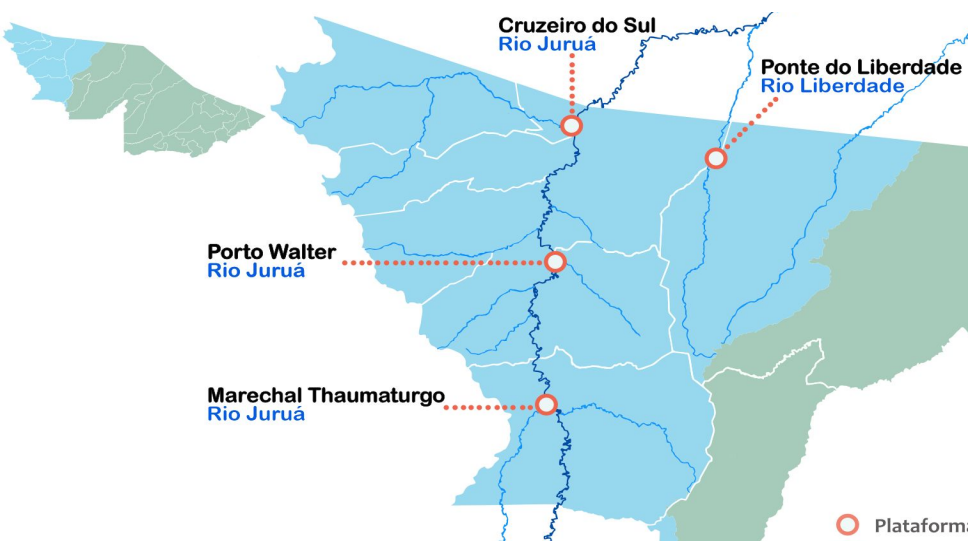 Cruzeiro do Sul
Rio Juruá
Ponte do Liberdade
Rio Liberdade
Porto Walter
Rio Juruá
Marechal Thaumaturgo
Rio Juruá
Plataforma